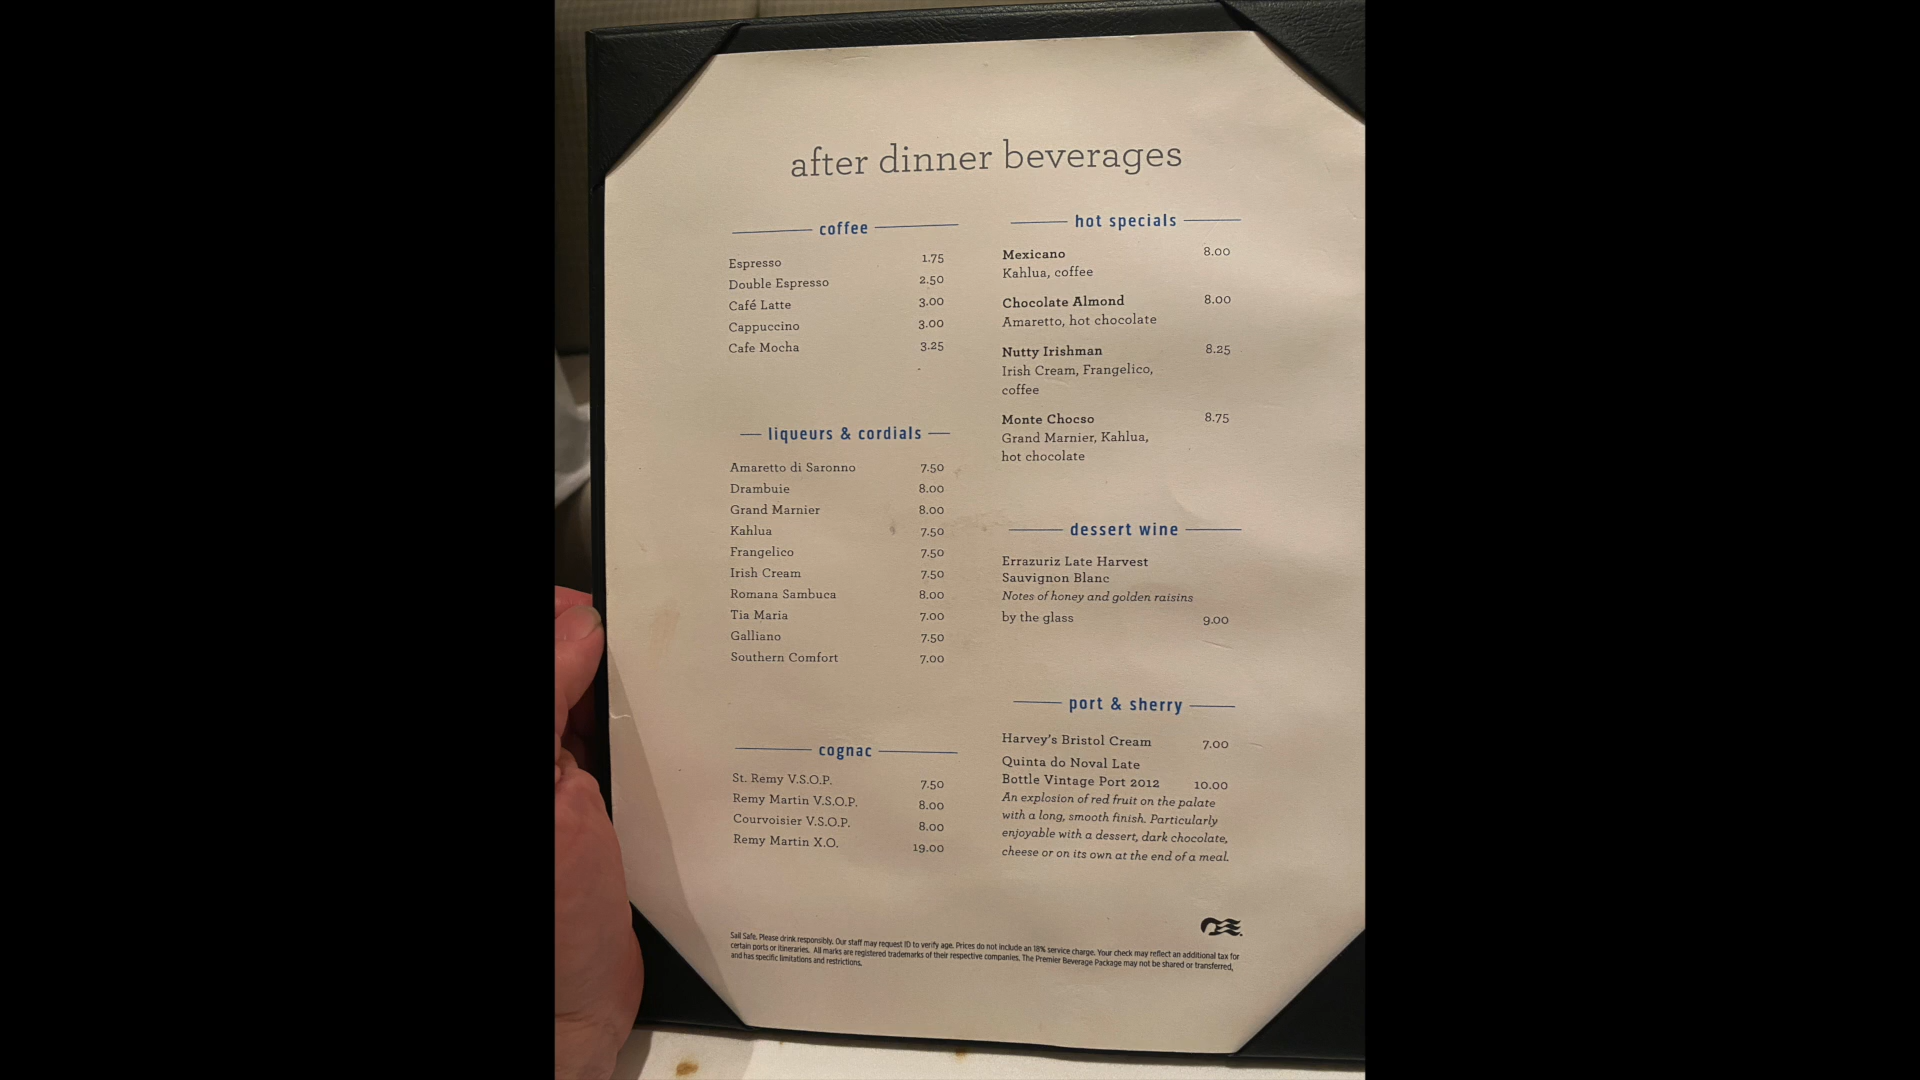 after dinner beverages
coffee
Espresso 1.75
Double Espresso 2.50
Café Latte 3.00
Cappuccino 3.00
Cafe Mocha 3.25
liqueurs & cordials
Amaretto di Saronno 7.50
Drambuie 8.00
Grand Marnier 8.00
Kahlua 7.50
Frangelico 7.50
Irish Cream 7.50
Romana Sambuca 8.00
Tia Maria 7.00
Galliano 7.50
Southern Comfort 7.00
cognac
St. Remy V.S.O.P. 7.50
Remy Martin V.S.O.P. 8.00
Courvoisier V.S.O.P. 8.00
Remy Martin X.O. 19.00
hot specials
Mexicano 8.00
Kahlua, coffee
Chocolate Almond 8.00
Amaretto, hot chocolate
Nutty Irishman 8.25
Irish Cream, Frangelico,
coffee
Monte Chocso 8.75
Grand Marnier, Kahlua,
hot chocolate
dessert wine
Errazuriz Late Harvest
Sauvignon Blanc
Notes of honey and golden raisins
by the glass 9.00
port & sherry
Harvey's Bristol Cream 7.00
Quinta do Noval Late
Bottle Vintage Port 2012 10.00
An explosion of red fruit on the palate
with a long, smooth finish. Particularly
enjoyable with a dessert, dark chocolate,
cheese or on its own at the end of a meal.
Sail Safe. Please drink responsibly. Our staff may request ID to verify age. Prices do not include an 18% service charge. Your check may reflect an additional tax for
certain ports or itineraries. All marks are registered trademarks of their respective companies. The Premier Beverage Package may not be shared or transferred,
and has specific limitations and restrictions.